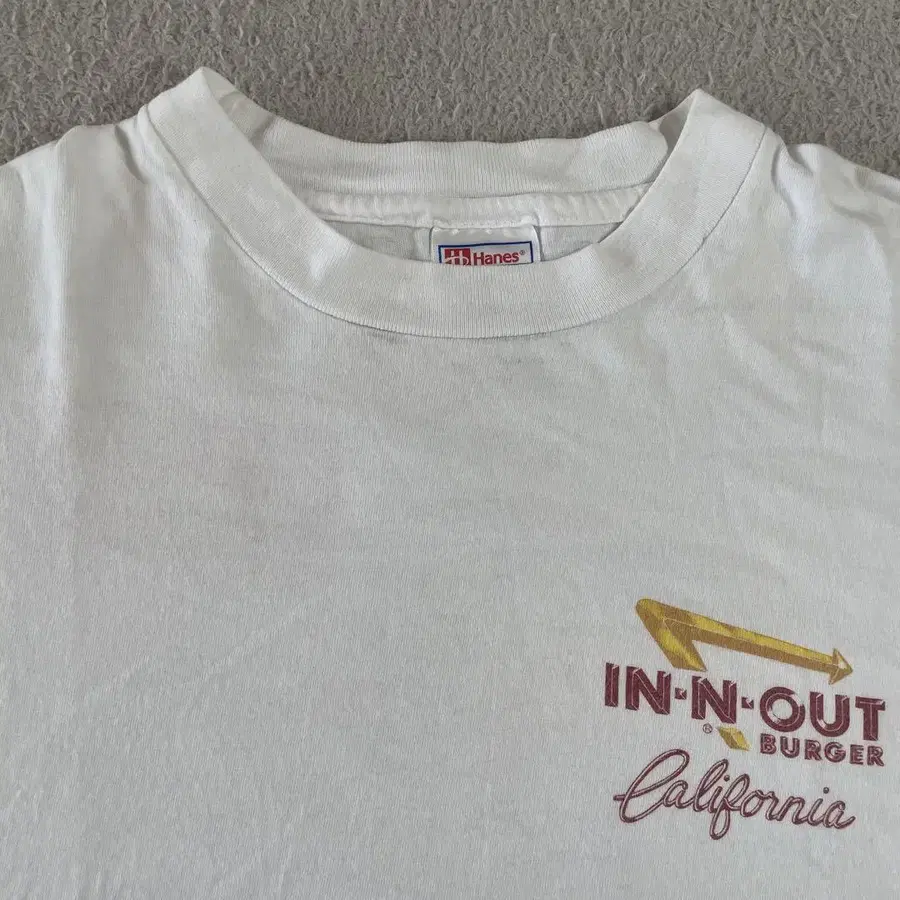 Hanes®
IN-N-OUT
® BURGER
California